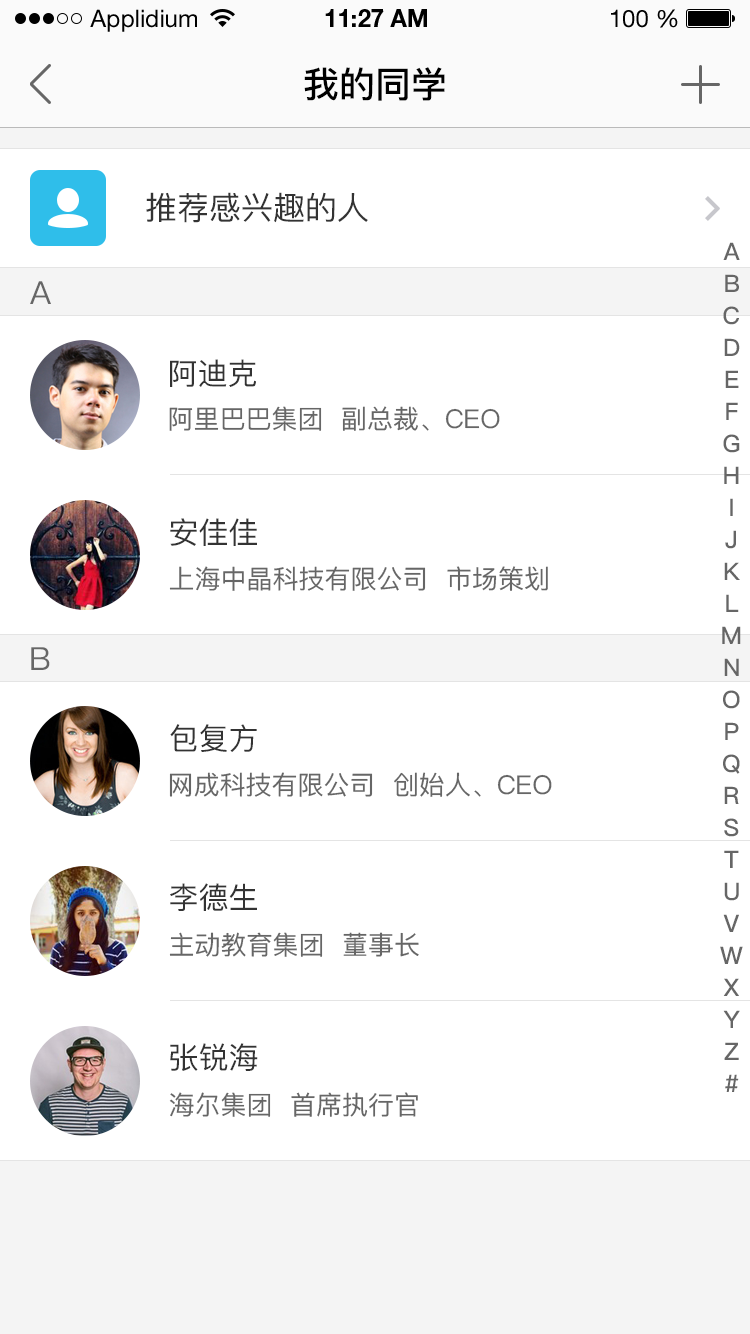 Applidium 11:27 AM 100 %
我的同学
推荐感兴趣的人
A
阿迪克
阿里巴巴集团 副总裁、CEO
安佳佳
上海中晶科技有限公司 市场策划
B
包复方
网成科技有限公司 创始人、CEO
李德生
主动教育集团 董事长
张锐海
海尔集团 首席执行官
A
B
C
D
E
F
G
H
I
J
K
L
M
N
O
P
Q
R
S
T
U
V
W
X
Y
Z
#